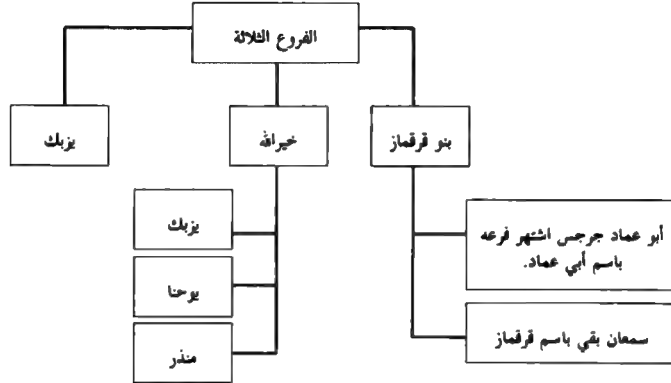 الفروع الثلاثة
بنو قرقماز
خيرالله
يزبك
أبو عماد جرجس اشتهر فرعه
باسم أبي عماد.
سمعان بقي باسم قرقماز
يزبك
يوحنا
منذر